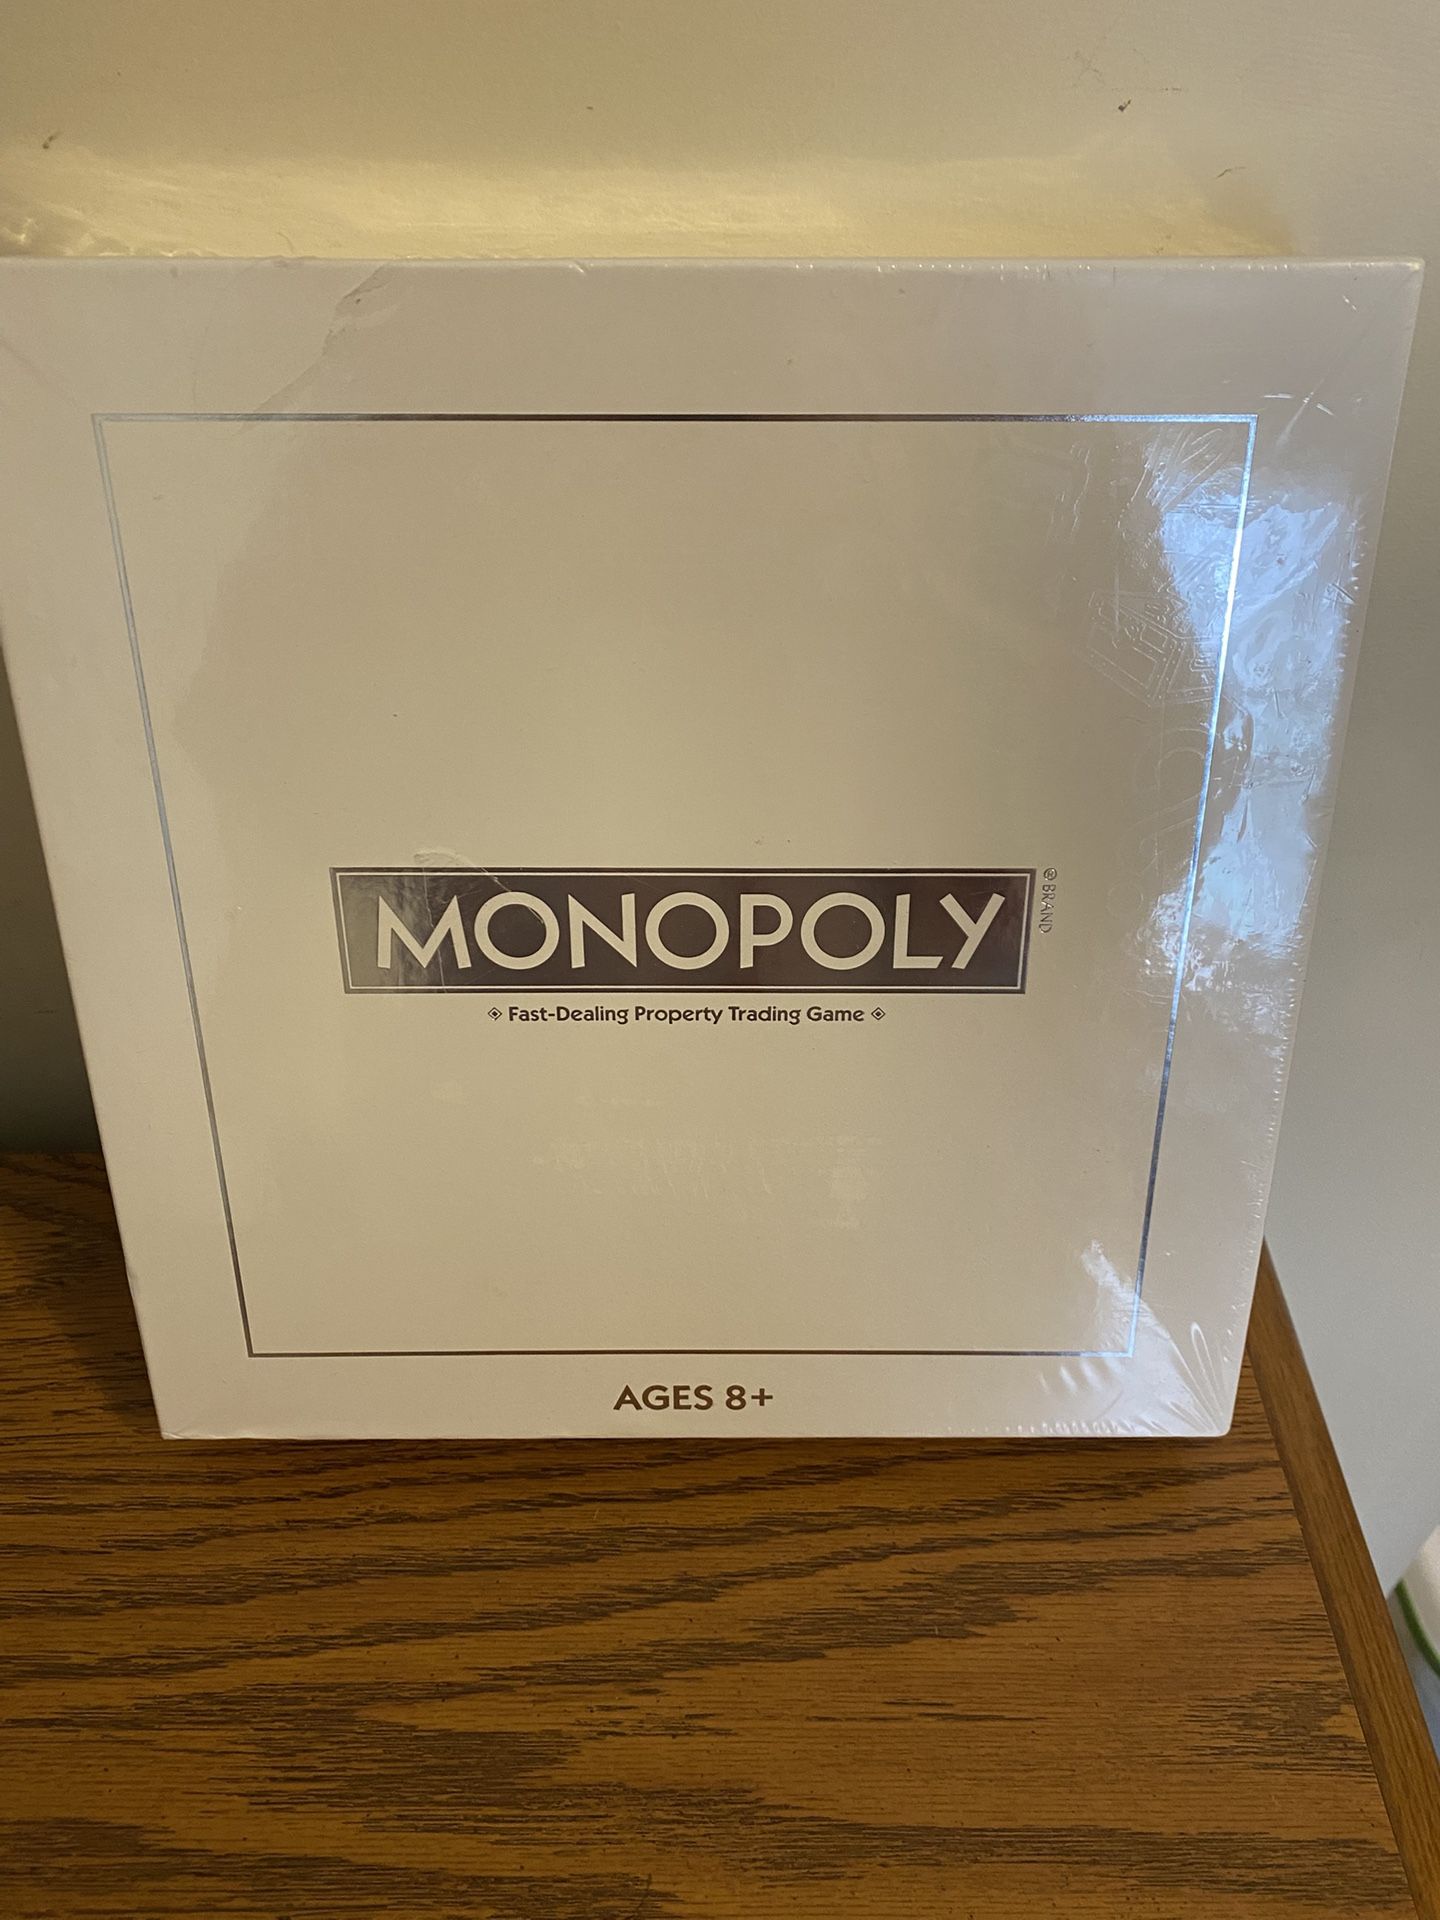 MONOPOLY
® BRAND
Fast-Dealing Property Trading Game
AGES 8+